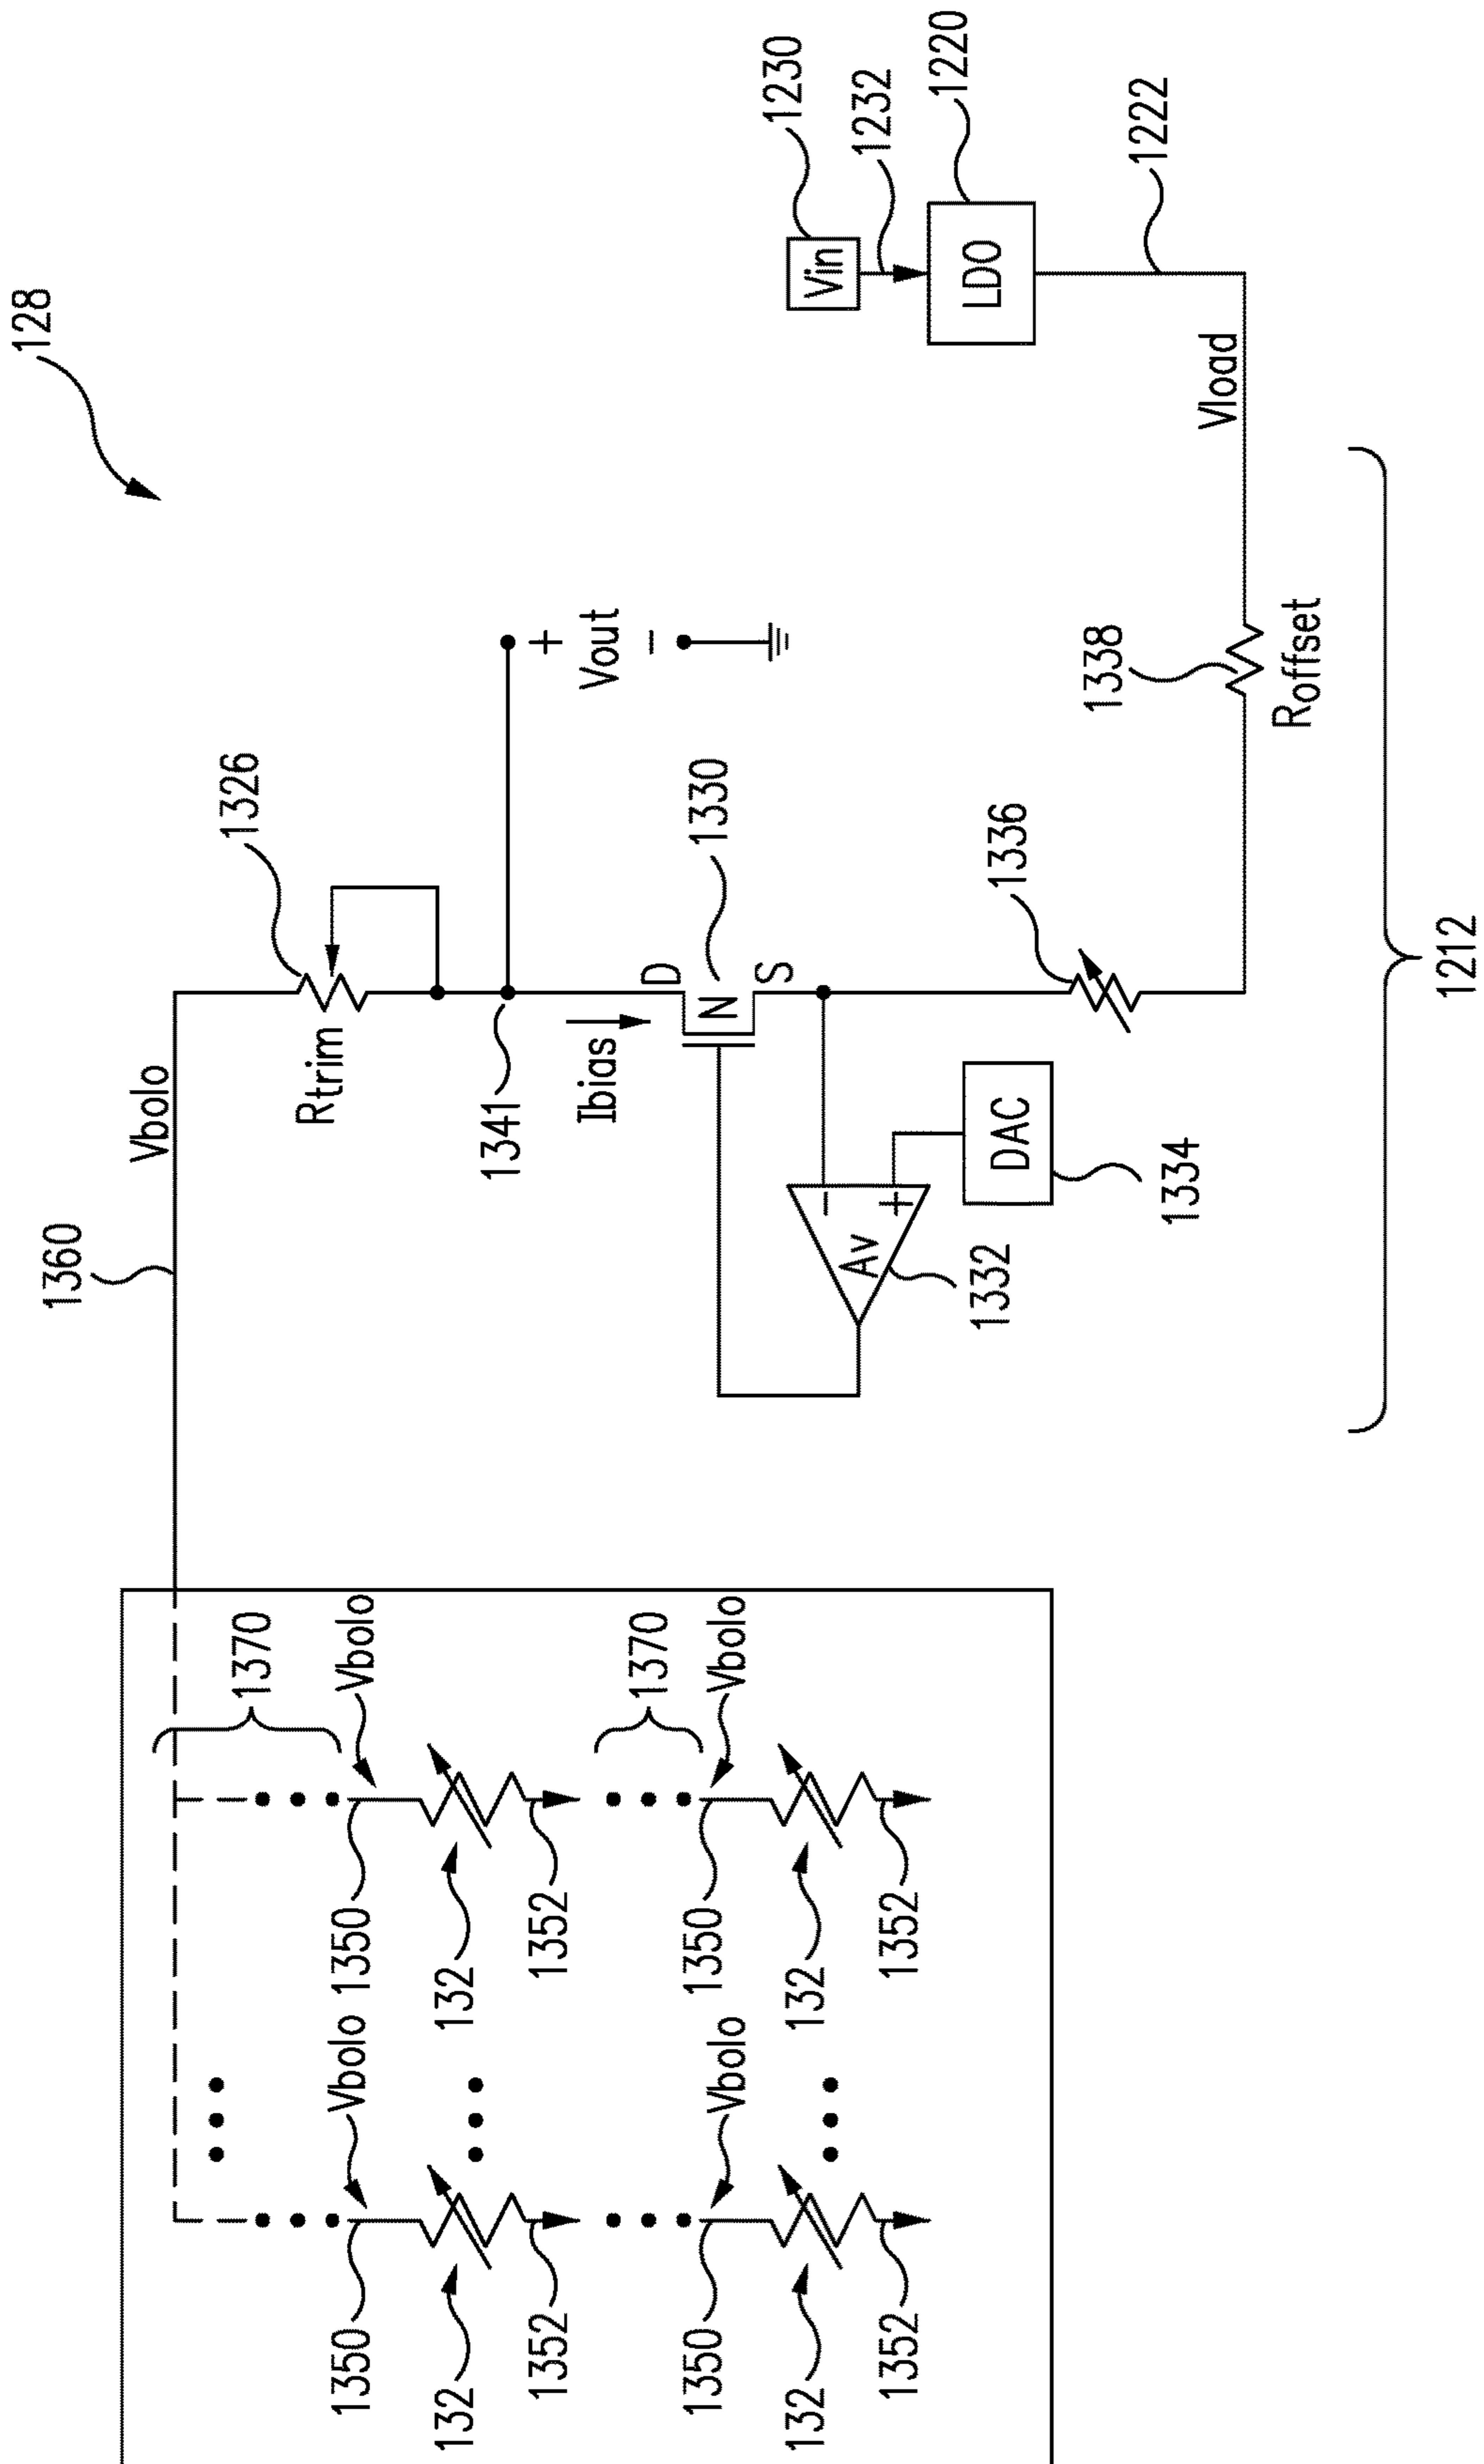 128
1360
Vbolo
1326
Rtrim
1341
Ibias
+
Vout
−
D
N
S
1330
Av
−
+
1332
DAC
1334
1336
1338
Roffset
Vload
1230
Vin
1232
LDO
1220
1222
1212
1370
Vbolo
Vbolo
1350
1350
132
132
1352
1352
1370
Vbolo
Vbolo
1350
1350
132
132
1352
1352